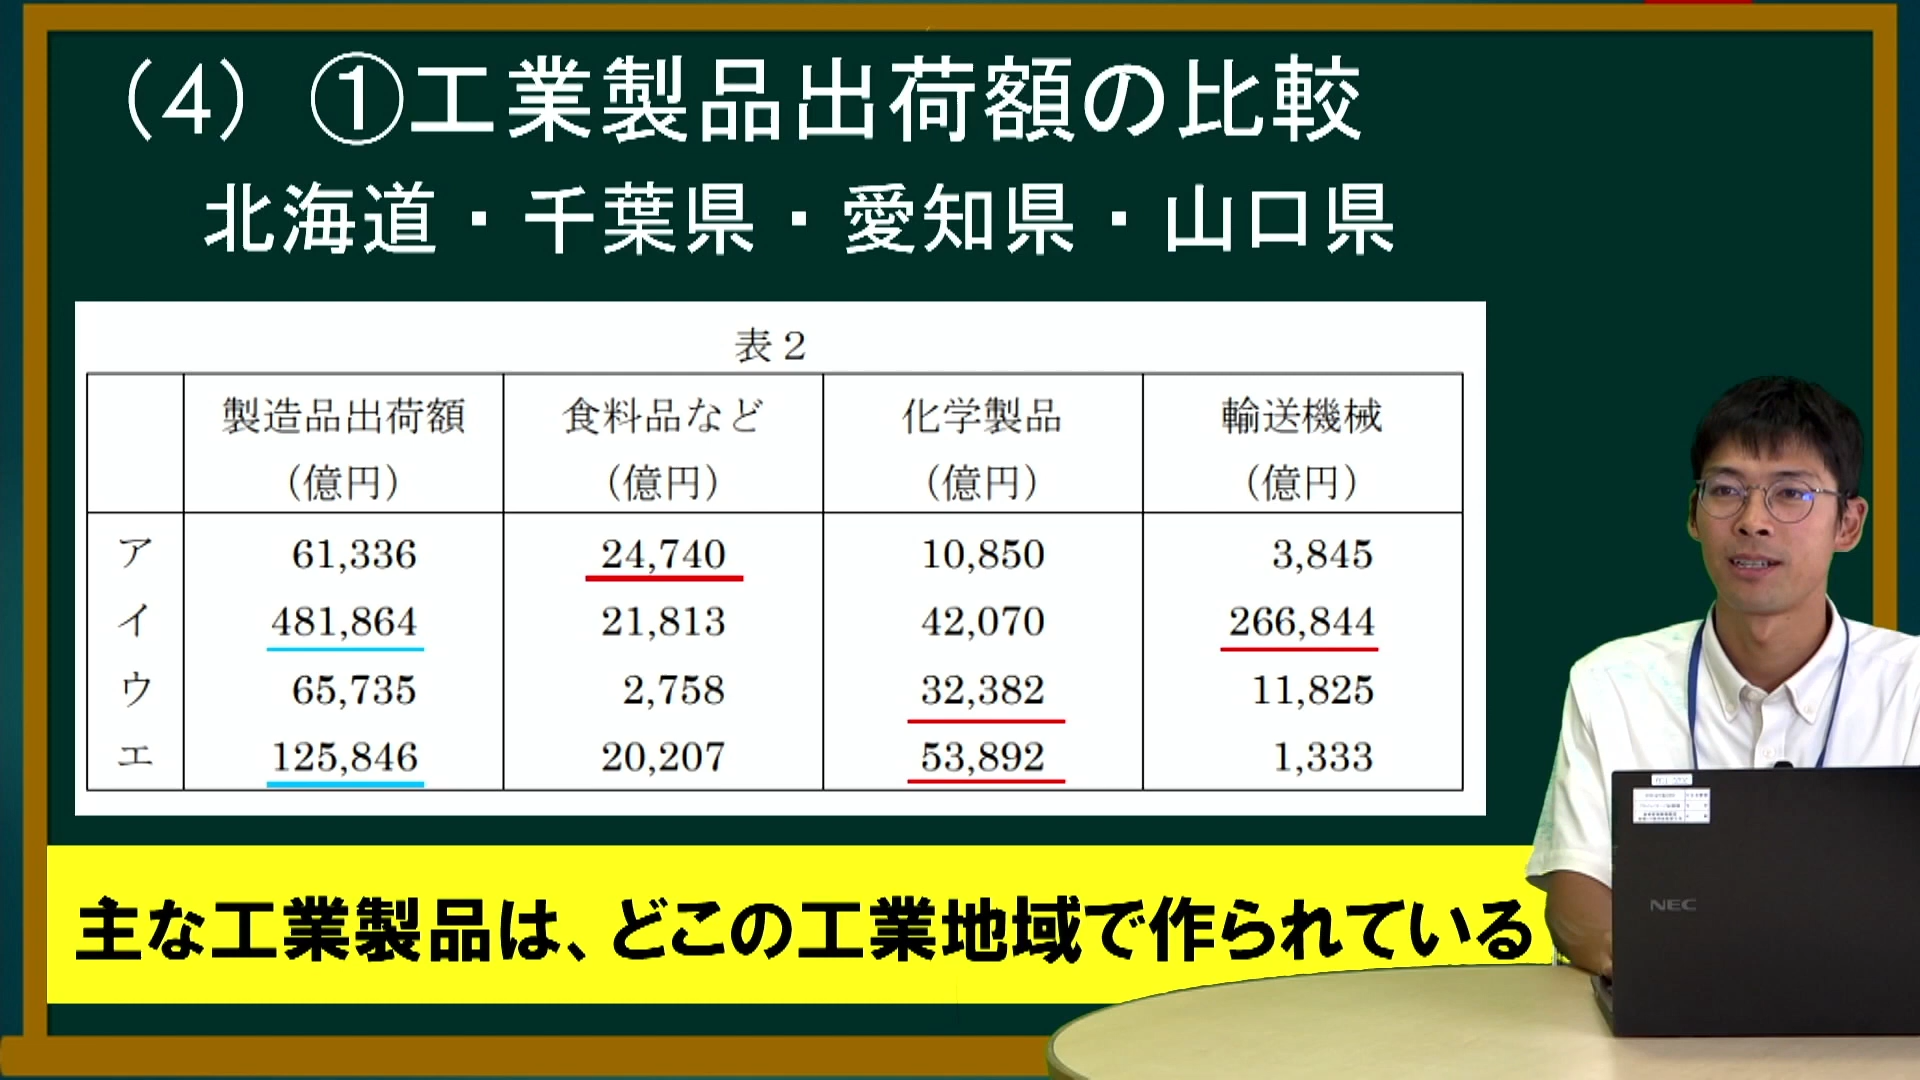 (4) ①工業製品出荷額の比較
北海道・千葉県・愛知県・山口県
表2
製造品出荷額 食料品など 化学製品 輸送機械
(億円) (億円) (億円) (億円)
ア 61,336 24,740 10,850 3,845
イ 481,864 21,813 42,070 266,844
ウ 65,735 2,758 32,382 11,825
エ 125,846 20,207 53,892 1,333
主な工業製品は、どこの工業地域で作られている
NEC